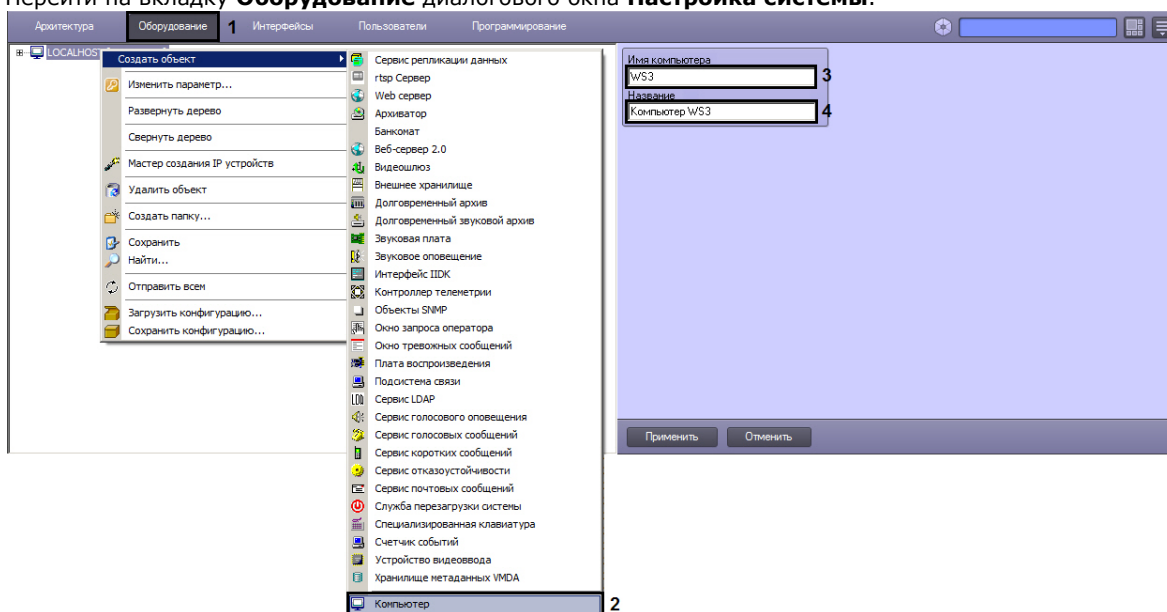 Перейти на вкладку Оборудование диалогового окна Настройка системы.
Архитектура Оборудование 1 Интерфейсы Пользователи Программирование
LOCALHOST
Создать объект
Изменить параметр...
Развернуть дерево
Свернуть дерево
Мастер создания IP устройств
Удалить объект
Создать папку...
Сохранить
Найти...
Отправить всем
Загрузить конфигурацию...
Сохранить конфигурацию...
Сервис репликации данных
rtsp Сервер
Web сервер
Архиватор
Банкомат
Веб-сервер 2.0
Видеошлюз
Внешнее хранилище
Долговременный архив
Долговременный звуковой архив
Звуковая плата
Звуковое оповещение
Интерфейс IIDK
Контроллер телеметрии
Объекты SNMP
Окно запроса оператора
Окно тревожных сообщений
Плата воспроизведения
Подсистема связи
Сервис LDAP
Сервис голосового оповещения
Сервис голосовых сообщений
Сервис коротких сообщений
Сервис отказоустойчивости
Сервис почтовых сообщений
Служба перезагрузки системы
Специализированная клавиатура
Счетчик событий
Устройство видеоввода
Хранилище метаданных VMDA
Компьютер 2
Имя компьютера
WS3 3
Название
Компьютер WS3 4
Применить Отменить